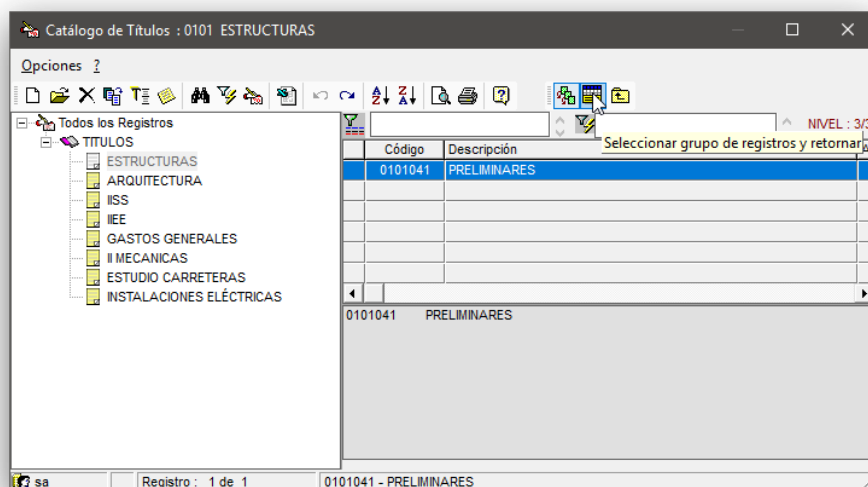 Catálogo de Títulos : 0101 ESTRUCTURAS
Opciones ?
Todos los Registros
TITULOS
ESTRUCTURAS
ARQUITECTURA
IISS
IIEE
GASTOS GENERALES
II MECANICAS
ESTUDIO CARRETERAS
INSTALACIONES ELÉCTRICAS
NIVEL : 3/3
Seleccionar grupo de registros y retornar
Código Descripción
0101041 PRELIMINARES
0101041 PRELIMINARES
sa Registro : 1 de 1 0101041 - PRELIMINARES